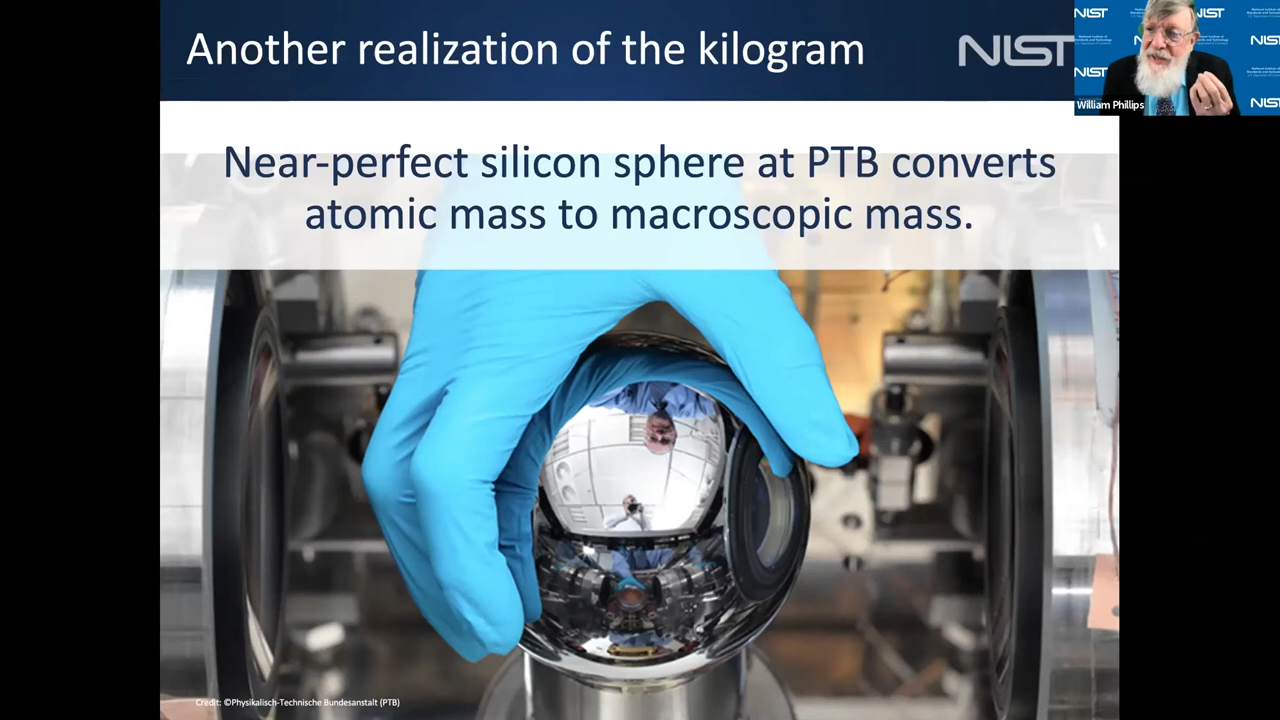 Another realization of the kilogram
NIST
NIST
NIST
NIST
NIST
NIST
William Phillips
Near-perfect silicon sphere at PTB converts
atomic mass to macroscopic mass.
Credit: ©Physikalisch-Technische Bundesanstalt (PTB)